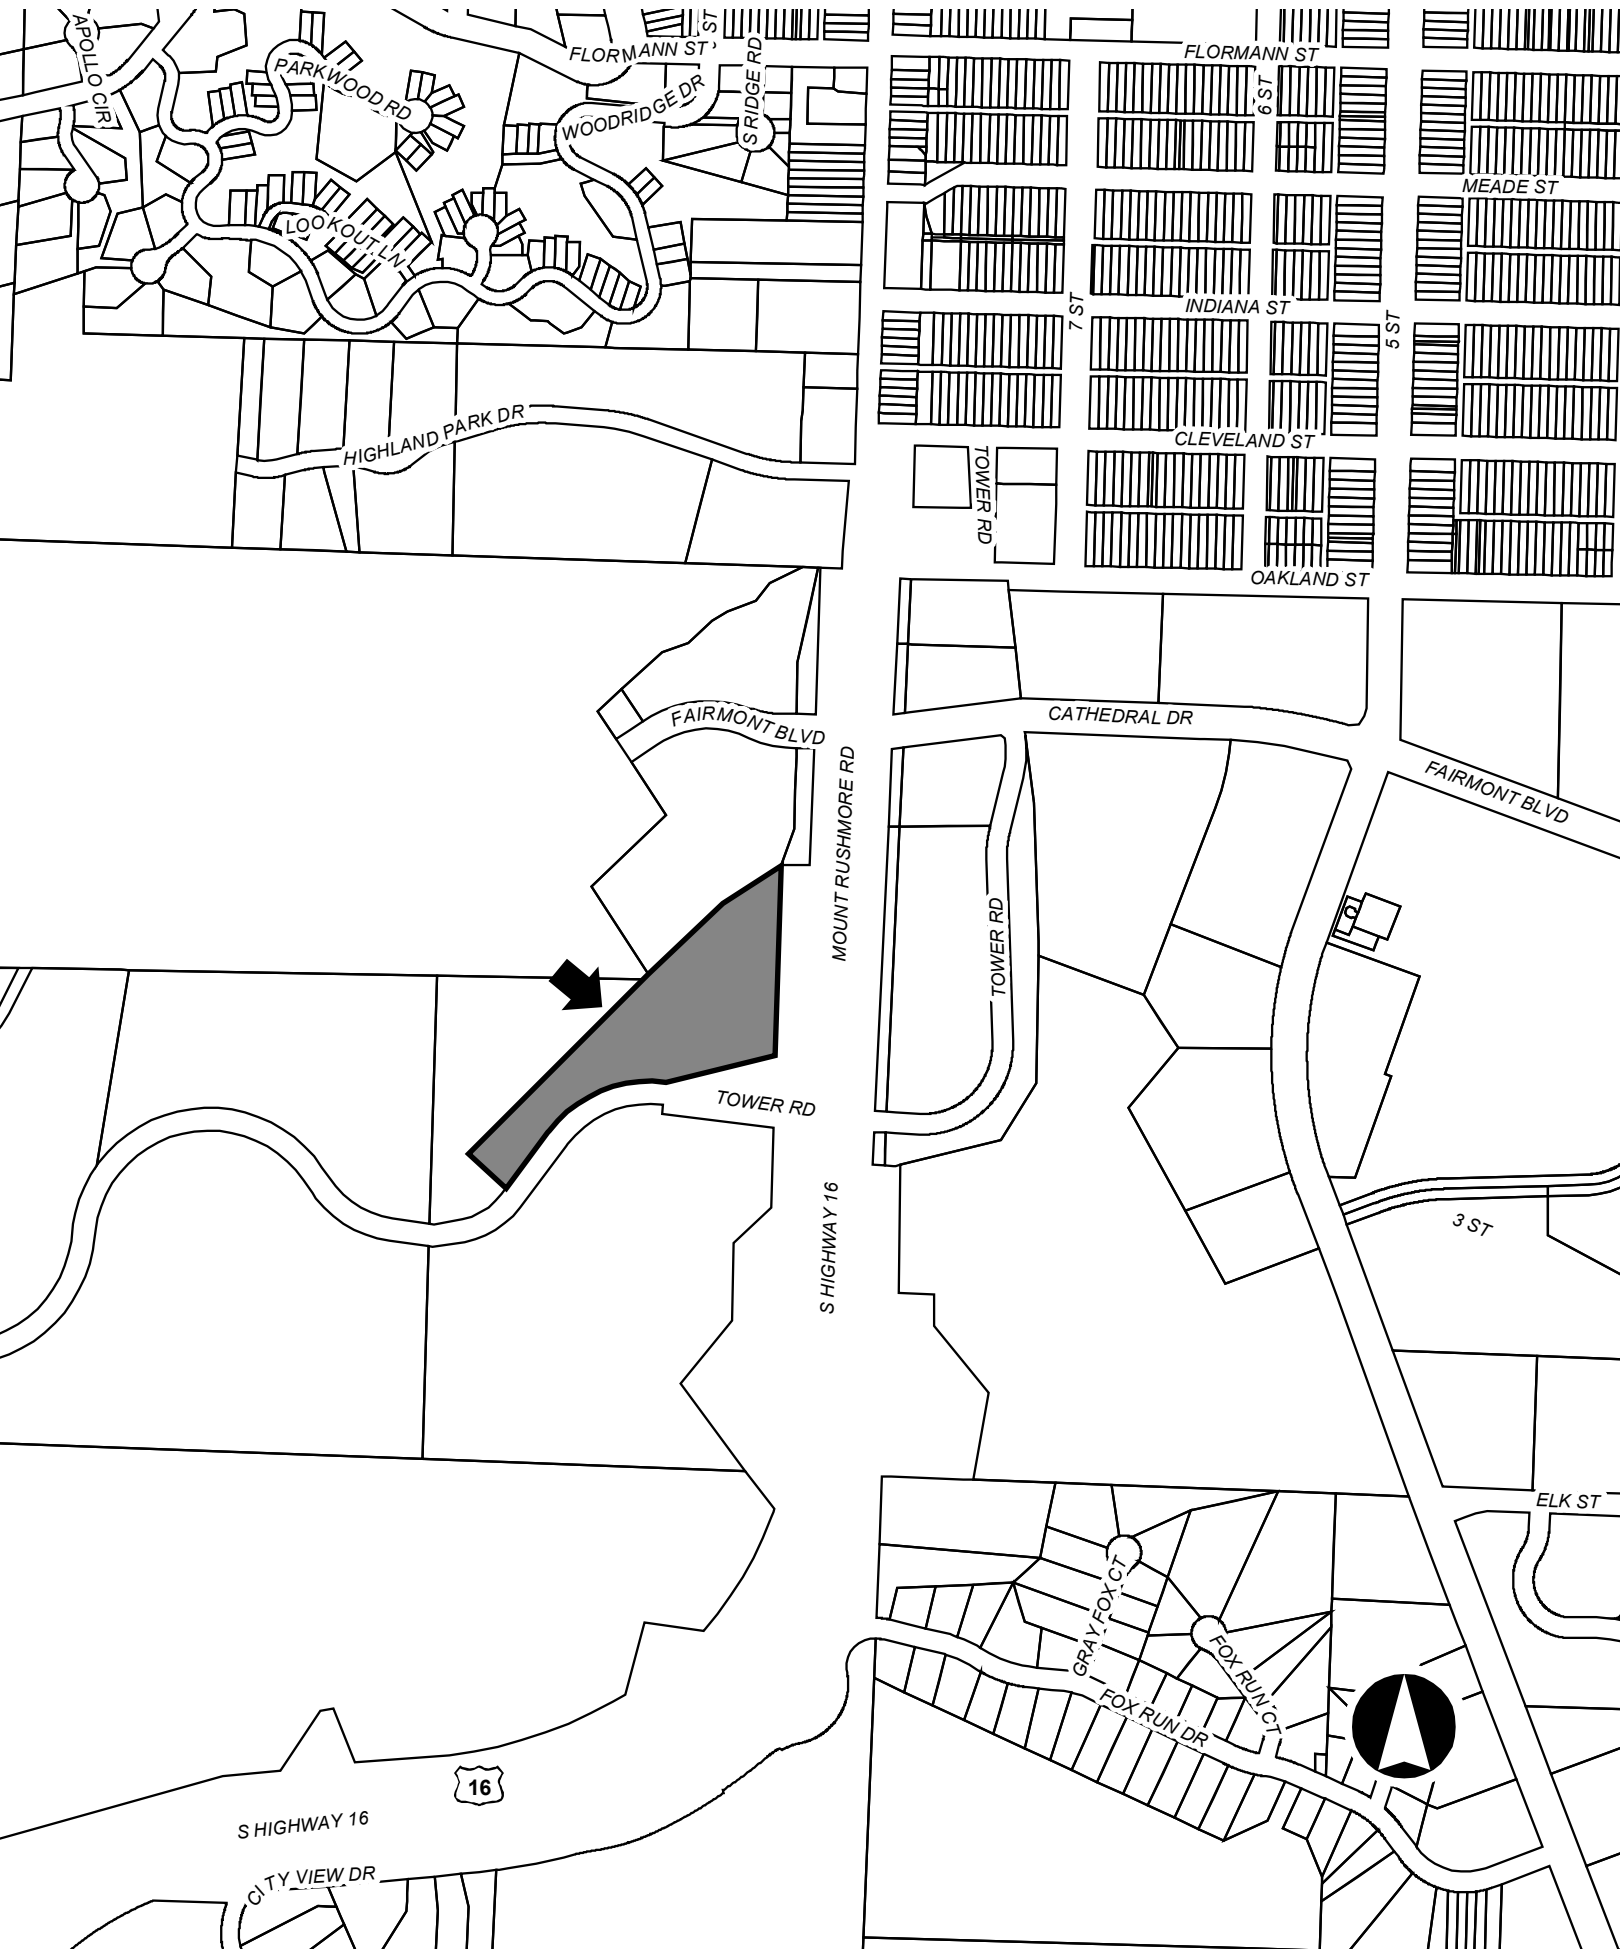 APOLLO CIR
PARKWOOD RD
FLORMANN ST
ST
S RIDGE RD
WOODRIDGE DR
FLORMANN ST
6 ST
MEADE ST
LOOKOUT LN
7 ST
INDIANA ST
5 ST
HIGHLAND PARK DR
CLEVELAND ST
TOWER RD
OAKLAND ST
FAIRMONT BLVD
CATHEDRAL DR
MOUNT RUSHMORE RD
FAIRMONT BLVD
TOWER RD
TOWER RD
S HIGHWAY 16
3 ST
ELK ST
GRAY FOX CT
FOX RUN CT
FOX RUN DR
16
S HIGHWAY 16
CITY VIEW DR